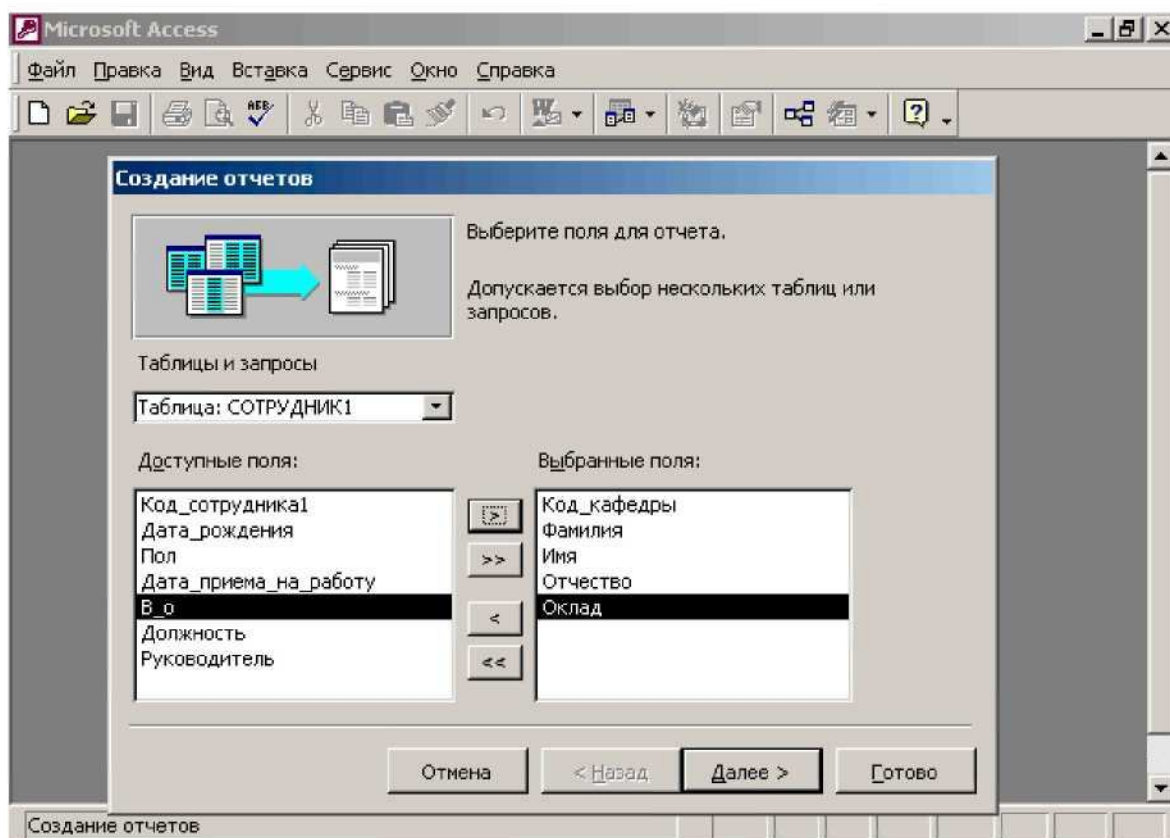 Microsoft Access
Файл Правка Вид Вставка Сервис Окно Справка
Создание отчетов
Выберите поля для отчета.
Допускается выбор нескольких таблиц или
запросов.
Таблицы и запросы
Таблица: СОТРУДНИК1
Доступные поля:
Код_сотрудника1
Дата_рождения
Пол
Дата_приема_на_работу
В_о
Должность
Руководитель
>
>>
<
<<
Выбранные поля:
Код_кафедры
Фамилия
Имя
Отчество
Оклад
Отмена
< Назад
Далее >
Готово
Создание отчетов